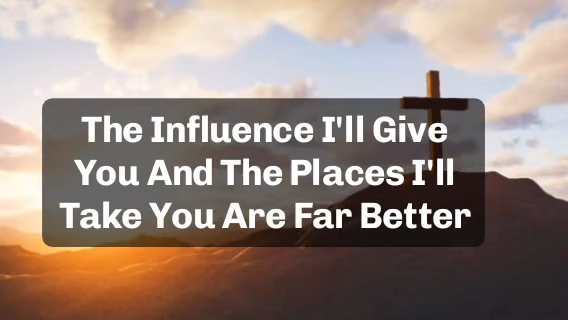 The Influence I'll Give
You And The Places I'll
Take You Are Far Better